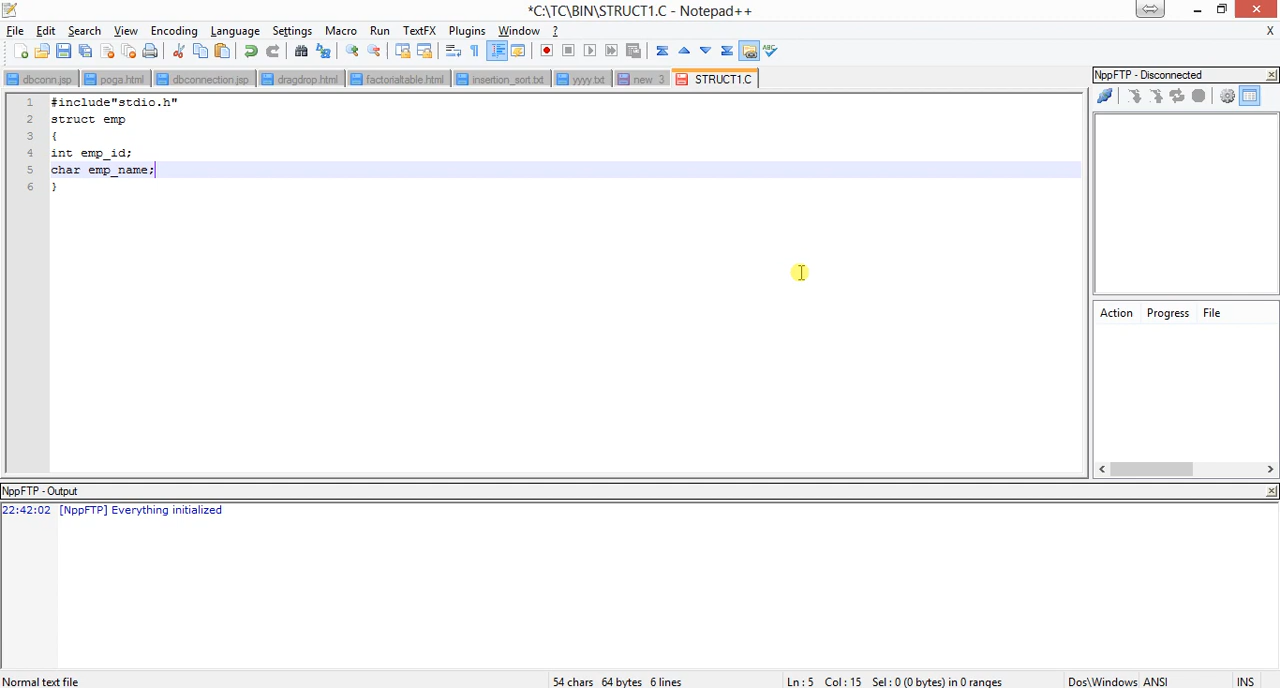 *C:\TC\BIN\STRUCT1.C - Notepad++
File Edit Search View Encoding Language Settings Macro Run TextFX Plugins Window ? X
dbconn.jsp poga.html dbconnection.jsp dragdrop.html factorialtable.html insertion_sort.txt yyyy.txt new 3 STRUCT1.C
NppFTP - Disconnected
1 #include"stdio.h"
2 struct emp
3 {
4 int emp_id;
5 char emp_name;
6 }
Action Progress File
NppFTP - Output
22:42:02 [NppFTP] Everything initialized
Normal text file 54 chars 64 bytes 6 lines Ln : 5 Col : 15 Sel : 0 (0 bytes) in 0 ranges Dos\Windows ANSI INS